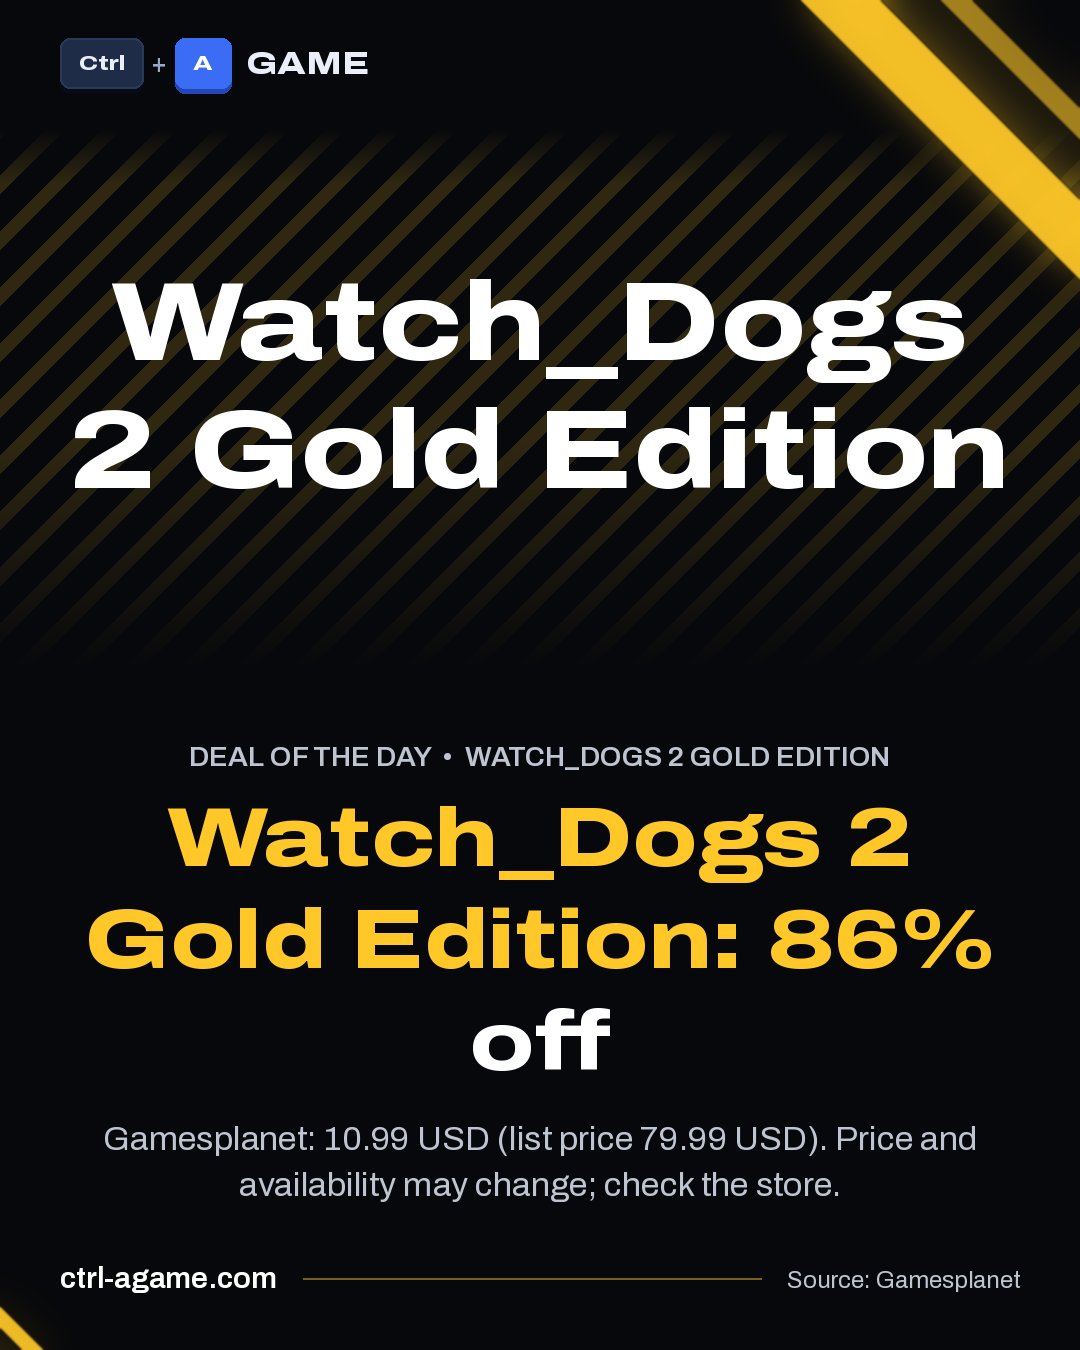 Ctrl + A GAME
Watch_Dogs
2 Gold Edition
DEAL OF THE DAY • WATCH_DOGS 2 GOLD EDITION
Watch_Dogs 2
Gold Edition: 86%
off
Gamesplanet: 10.99 USD (list price 79.99 USD). Price and
availability may change; check the store.
ctrl-agame.com
Source: Gamesplanet